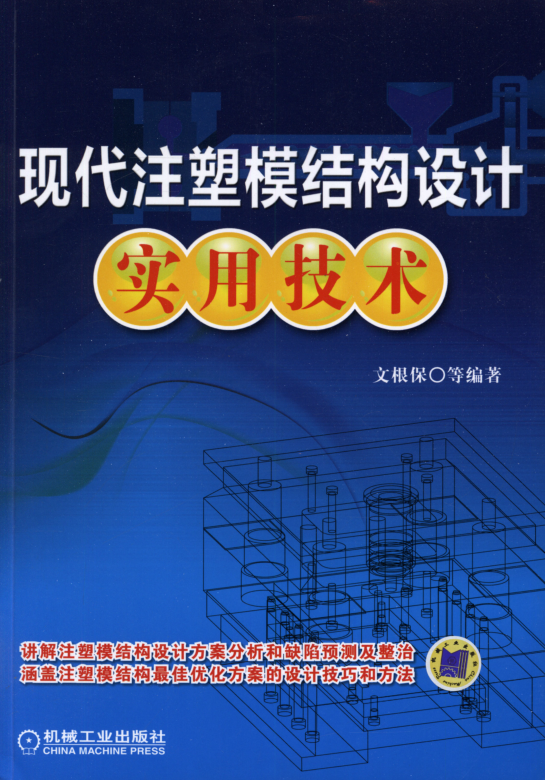 现代注塑模结构设计
实用技术
文根保○等编著
讲解注塑模结构设计方案分析和缺陷预测及整治
涵盖注塑模结构最佳优化方案的设计技巧和方法
机械工业出版社
CHINA MACHINE PRESS